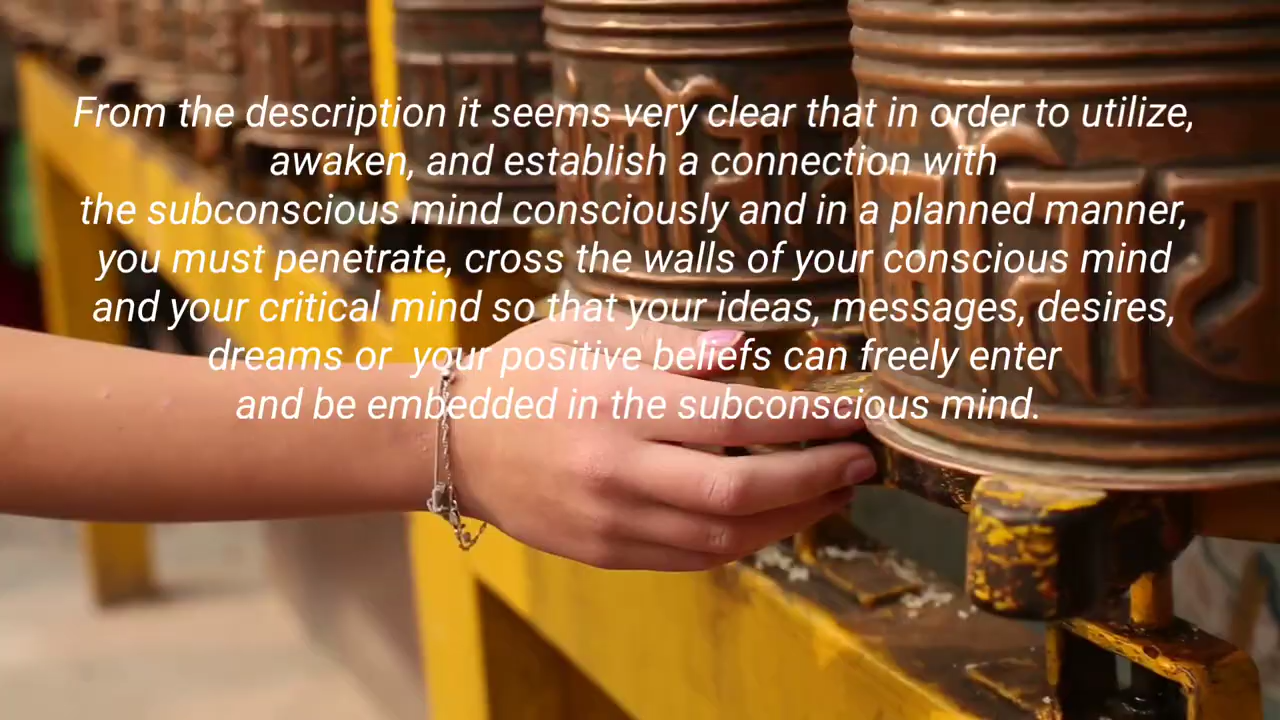 From the description it seems very clear that in order to utilize,
awaken, and establish a connection with
the subconscious mind consciously and in a planned manner,
you must penetrate, cross the walls of your conscious mind
and your critical mind so that your ideas, messages, desires,
dreams or  your positive beliefs can freely enter
and be embedded in the subconscious mind.